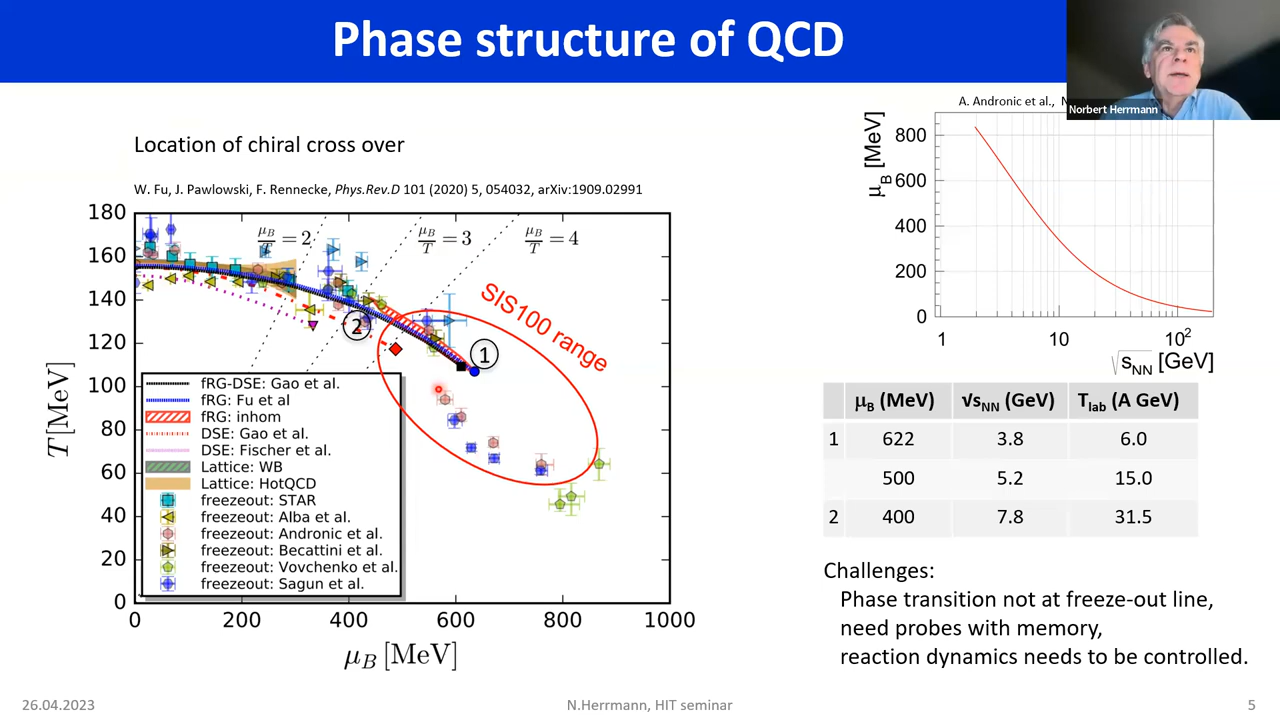 Phase structure of QCD
Norbert Herrmann
A. Andronic et al.,
Location of chiral cross over
W. Fu, J. Pawlowski, F. Rennecke, Phys.Rev.D 101 (2020) 5, 054032, arXiv:1909.02991
180
160
140
120
100
80
60
40
20
0
T [MeV]
μB/T = 2
μB/T = 3
μB/T = 4
SIS100 range
1
2
fRG-DSE: Gao et al.
fRG: Fu et al
fRG: inhom
DSE: Gao et al.
DSE: Fischer et al.
Lattice: WB
Lattice: HotQCD
freezeout: STAR
freezeout: Alba et al.
freezeout: Andronic et al.
freezeout: Becattini et al.
freezeout: Vovchenko et al.
freezeout: Sagun et al.
0 200 400 600 800 1000
μB [MeV]
μB [MeV]
800
600
400
200
0
1 10 10²
√sNN [GeV]
μB (MeV) √sNN (GeV) Tlab (A GeV)
1 622 3.8 6.0
500 5.2 15.0
2 400 7.8 31.5
Challenges:
Phase transition not at freeze-out line,
need probes with memory,
reaction dynamics needs to be controlled.
26.04.2023 N.Herrmann, HIT seminar 5